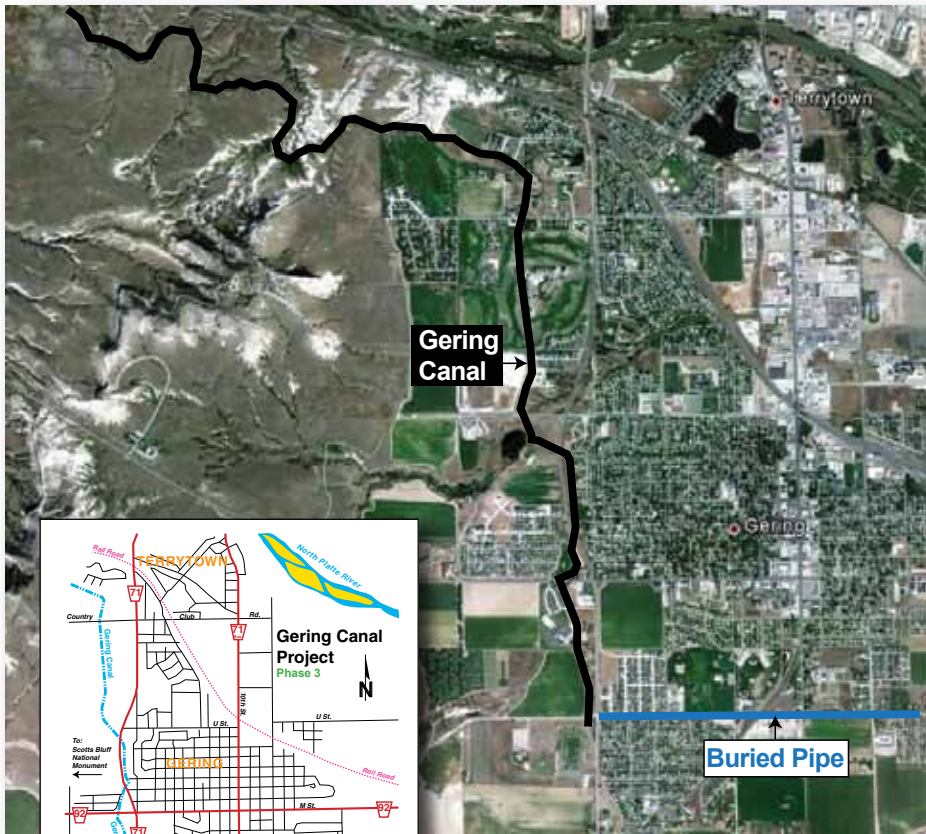 Terrytown
Gering
Canal
Gering
Buried Pipe
TERRYTOWN
Rail Road
North Platte River
71
Country Club Rd.
71
Gering Canal
Gering Canal
Project
Phase 3
N
10th St.
U St.
U St.
To:
Scotts Bluff
National
Monument
GERING
Rail Road
M St.
92
92
71